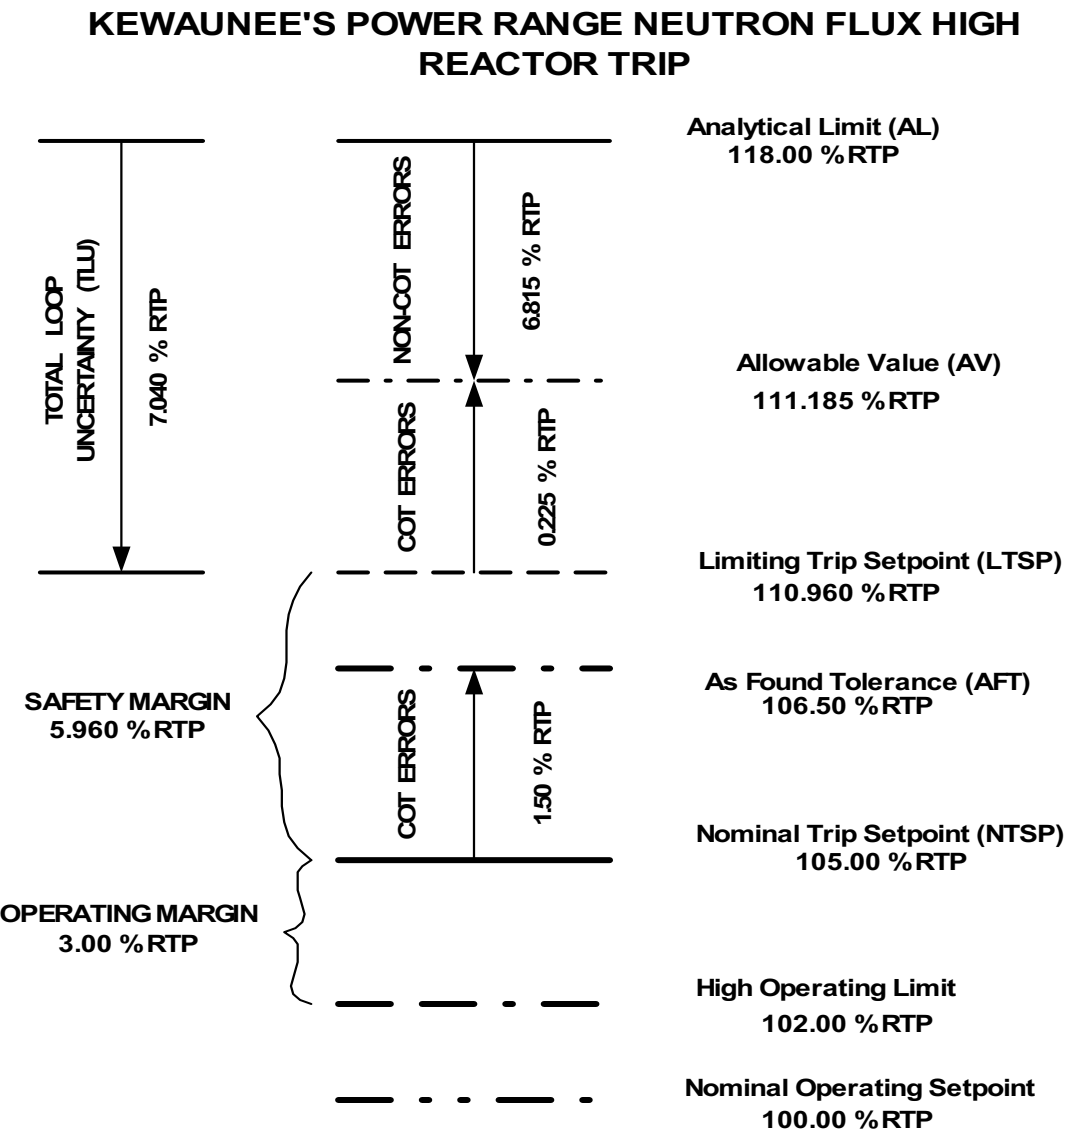 KEWAUNEE'S POWER RANGE NEUTRON FLUX HIGH
REACTOR TRIP
Analytical Limit (AL)
118.00 %RTP
TOTAL LOOP
UNCERTAINTY (TLU)
7.040 % RTP
NON-COT ERRORS
6.815 % RTP
Allowable Value (AV)
111.185 %RTP
COT ERRORS
0.225 % RTP
Limiting Trip Setpoint (LTSP)
110.960 %RTP
SAFETY MARGIN
5.960 %RTP
As Found Tolerance (AFT)
106.50 %RTP
COT ERRORS
1.50 % RTP
Nominal Trip Setpoint (NTSP)
105.00 %RTP
OPERATING MARGIN
3.00 %RTP
High Operating Limit
102.00 %RTP
Nominal Operating Setpoint
100.00 %RTP